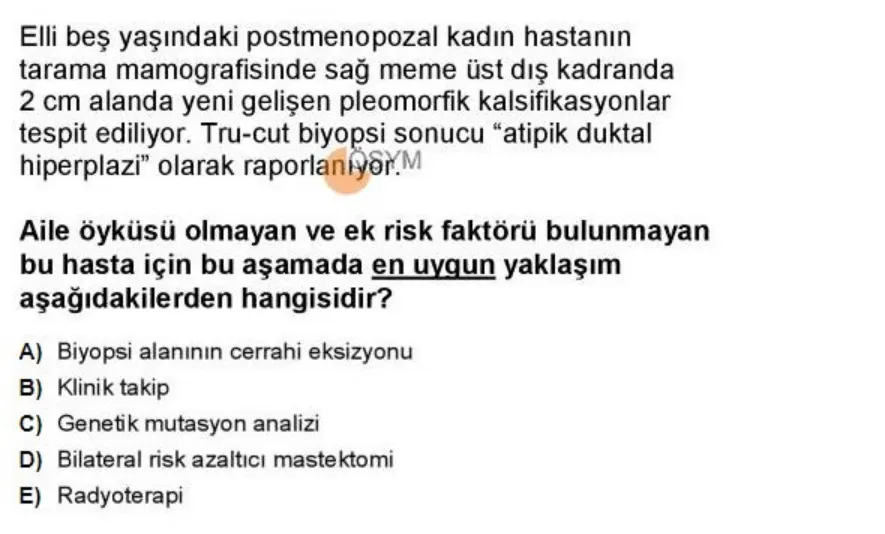 Elli beş yaşındaki postmenopozal kadın hastanın
tarama mamografisinde sağ meme üst dış kadranda
2 cm alanda yeni gelişen pleomorfik kalsifikasyonlar
tespit ediliyor. Tru-cut biyopsi sonucu “atipik duktal
hiperplazi” olarak raporlanıyor.
ÖSYM
Aile öyküsü olmayan ve ek risk faktörü bulunmayan
bu hasta için bu aşamada en uygun yaklaşım
aşağıdakilerden hangisidir?
A) Biyopsi alanının cerrahi eksizyonu
B) Klinik takip
C) Genetik mutasyon analizi
D) Bilateral risk azaltıcı mastektomi
E) Radyoterapi